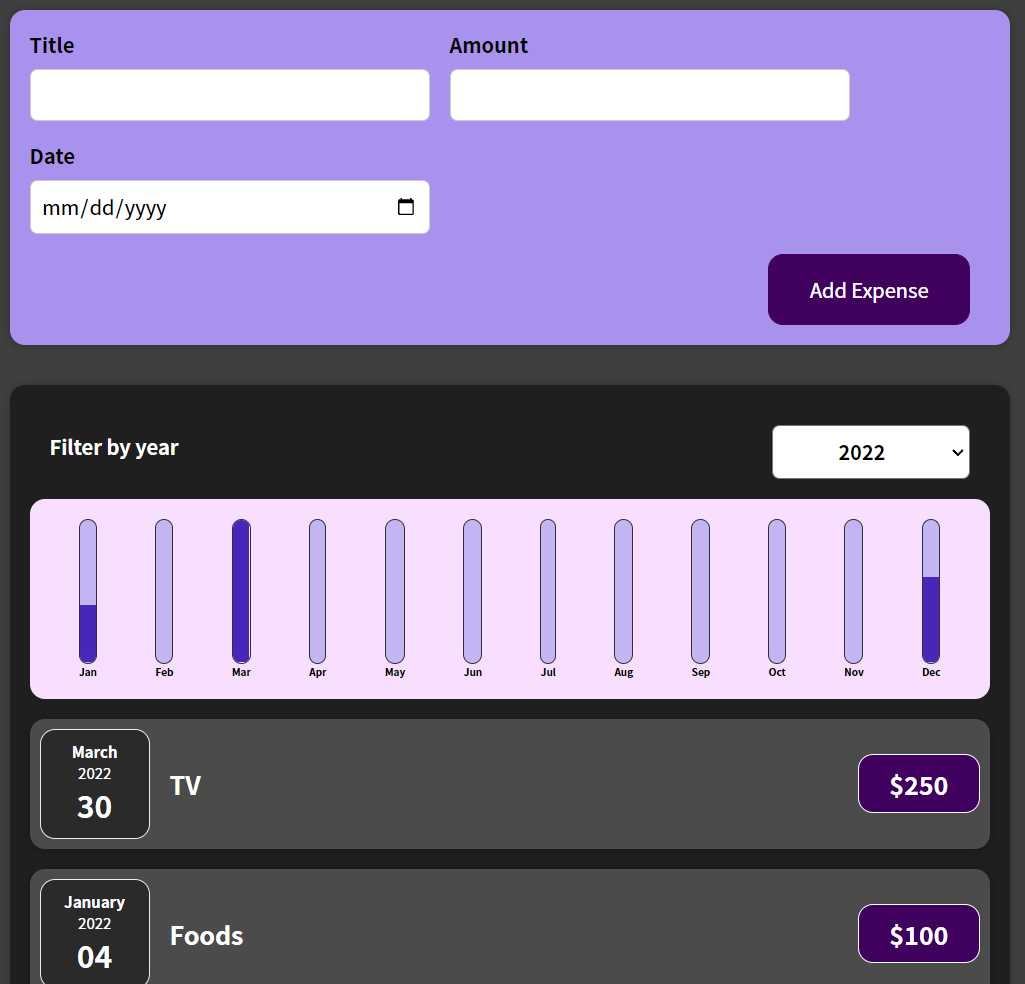 Title
Amount
Date
mm/dd/yyyy
Add Expense
Filter by year
2022
Jan
Feb
Mar
Apr
May
Jun
Jul
Aug
Sep
Oct
Nov
Dec
March
2022
30
TV
$250
January
2022
04
Foods
$100